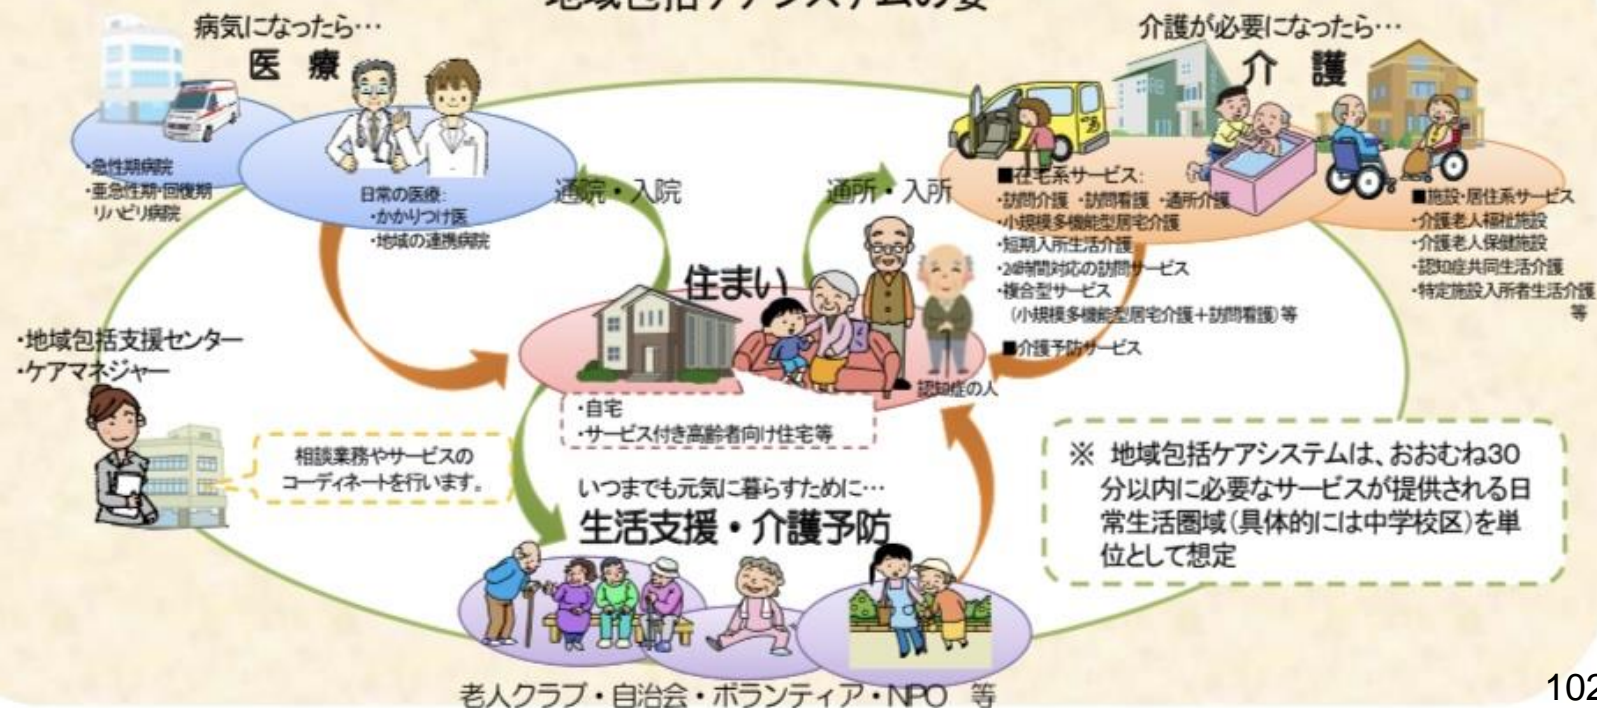 地域包括ケアシステムの姿
病気になったら…
医 療
・急性期病院
・亜急性期・回復期
リハビリ病院
日常の医療:
・かかりつけ医
・地域の連携病院
通院・入院
通所・入所
介護が必要になったら…
介 護
■在宅系サービス:
・訪問介護 ・訪問看護 ・通所介護
・小規模多機能型居宅介護
・短期入所生活介護
・24時間対応の訪問サービス
・複合型サービス
(小規模多機能型居宅介護+訪問看護)等
■介護予防サービス
■施設・居住系サービス
・介護老人福祉施設
・介護老人保健施設
・認知症共同生活介護
・特定施設入所者生活介護
等
住まい
認知症の人
・自宅
・サービス付き高齢者向け住宅等
・地域包括支援センター
・ケアマネジャー
相談業務やサービスの
コーディネートを行います。
いつまでも元気に暮らすために…
生活支援・介護予防
老人クラブ・自治会・ボランティア・NPO 等
※ 地域包括ケアシステムは、おおむね30
分以内に必要なサービスが提供される日
常生活圏域(具体的には中学校区)を単
位として想定
102